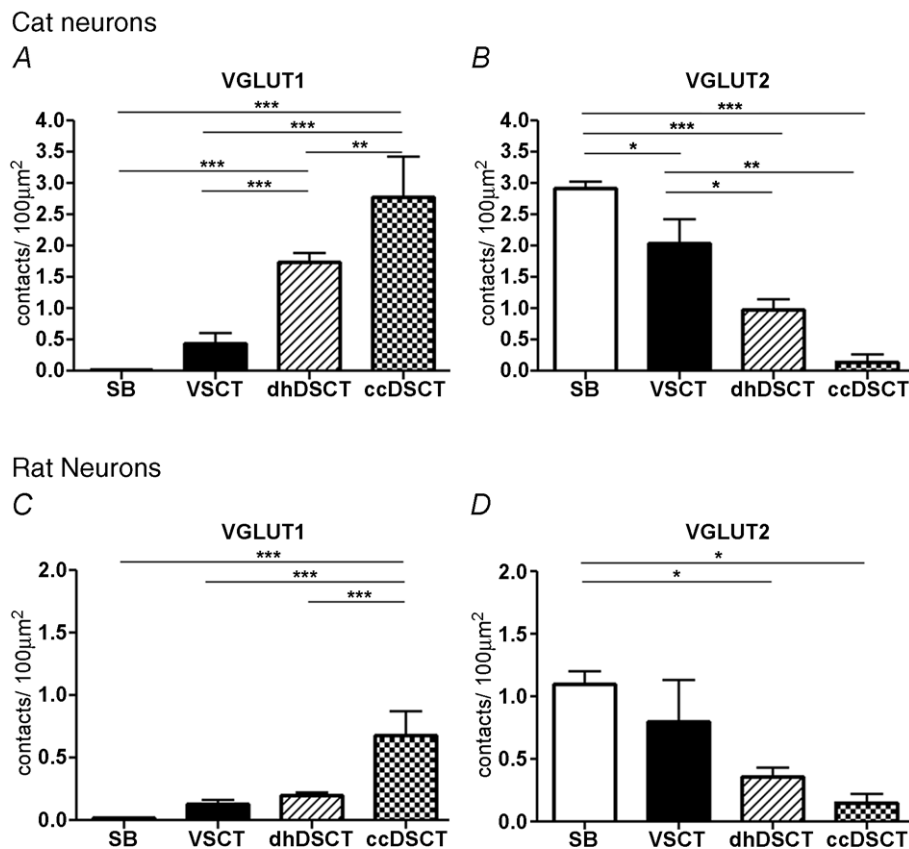 Cat neurons
A
VGLUT1
***
***
***
**
***
4.0
3.5
3.0
2.5
2.0
1.5
1.0
0.5
0.0
contacts/ 100µm²
SB VSCT dhDSCT ccDSCT
B
VGLUT2
***
***
*
**
*
4.0
3.5
3.0
2.5
2.0
1.5
1.0
0.5
0.0
contacts/ 100µm²
SB VSCT dhDSCT ccDSCT
Rat Neurons
C
VGLUT1
***
***
***
2.0
1.5
1.0
0.5
0.0
contacts/ 100µm²
SB VSCT dhDSCT ccDSCT
D
VGLUT2
*
*
2.0
1.5
1.0
0.5
0.0
contacts/ 100µm²
SB VSCT dhDSCT ccDSCT